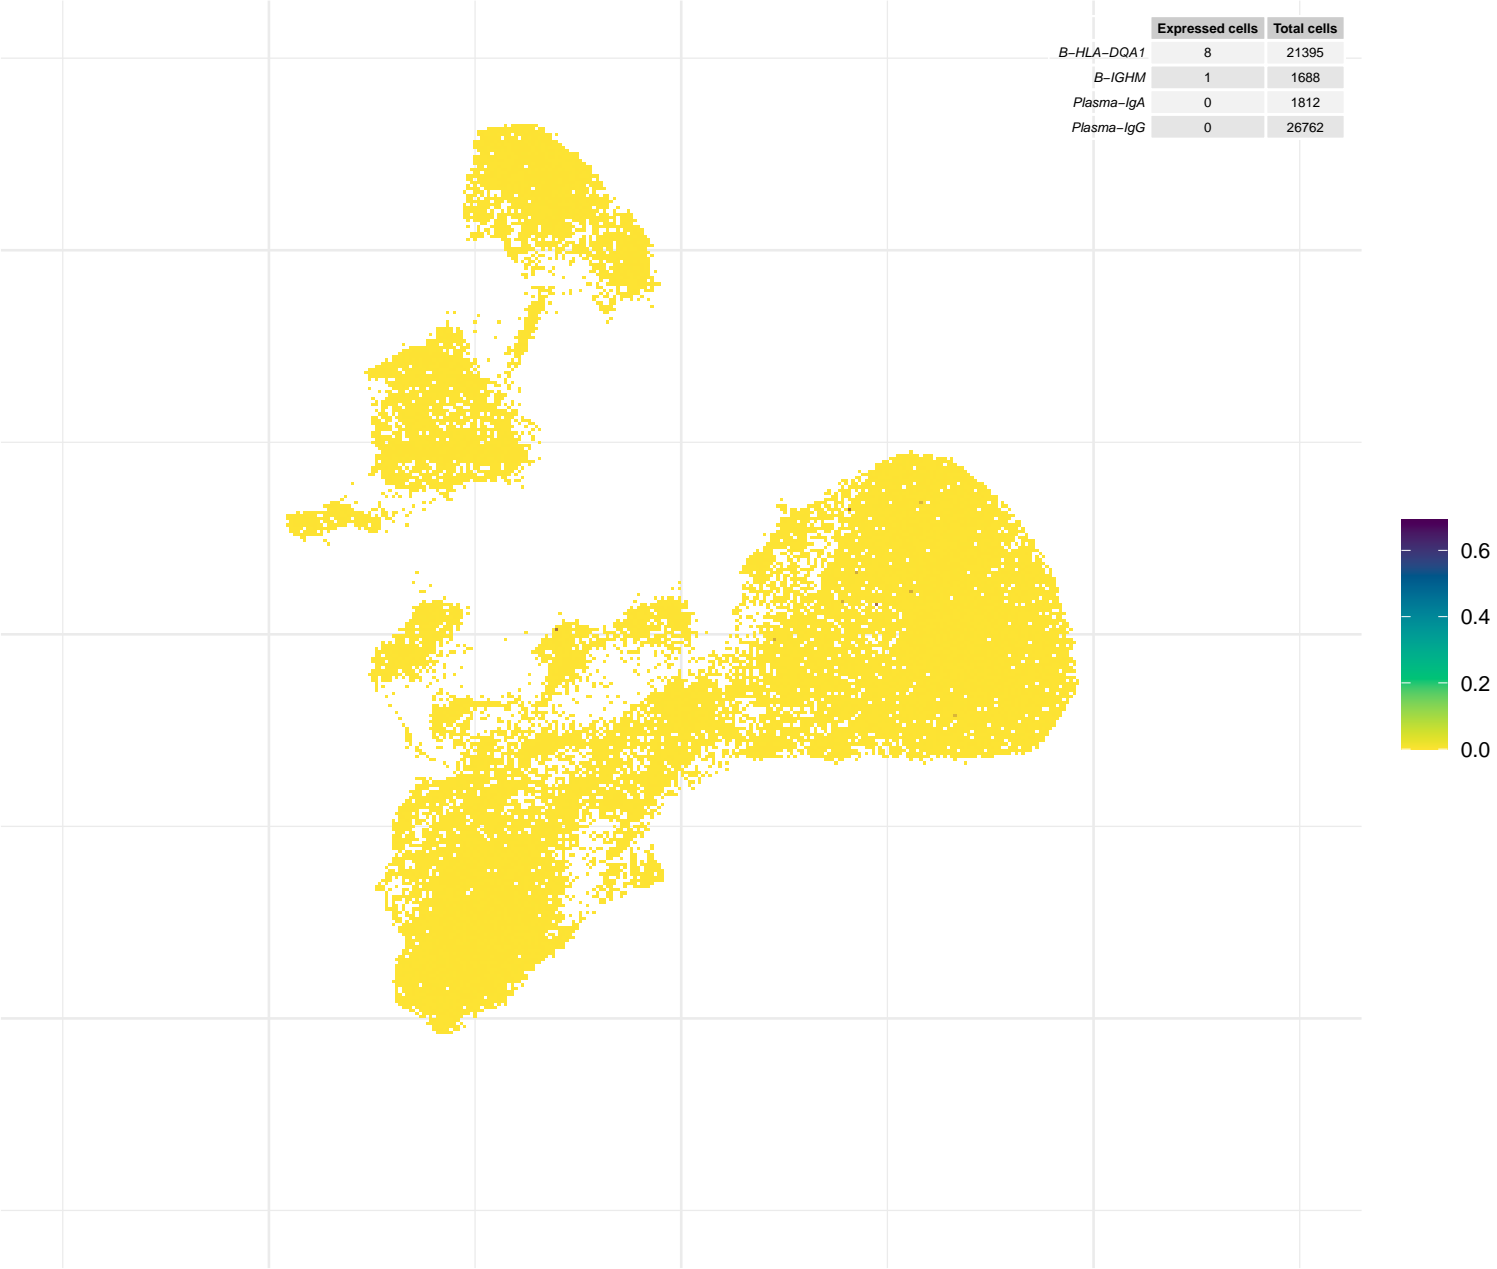 Expressed cells Total cells
B−HLA−DQA1 8 21395
B−IGHM 1 1688
Plasma−IgA 0 1812
Plasma−IgG 0 26762
0.6
0.4
0.2
0.0